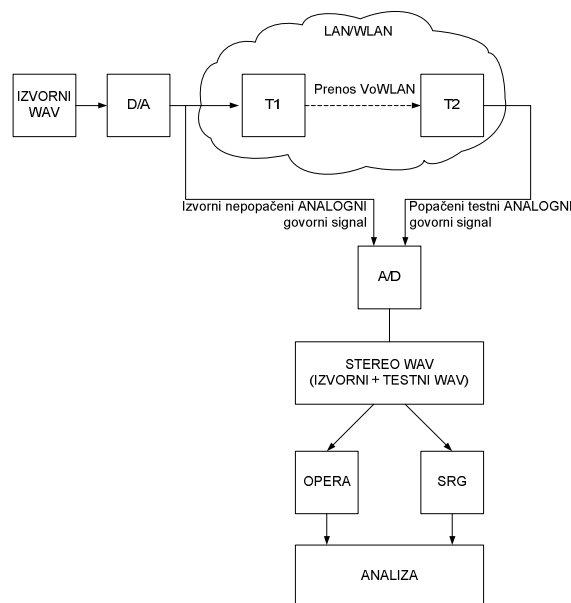 LAN/WLAN
IZVORNI
WAV
D/A
T1
Prenos VoWLAN
T2
Izvorni nepopačeni ANALOGNI
govorni signal
Popačeni testni ANALOGNI
govorni signal
A/D
STEREO WAV
(IZVORNI + TESTNI WAV)
OPERA
SRG
ANALIZA